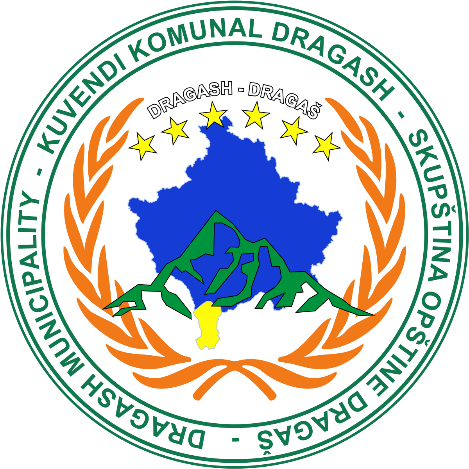 DRAGASH MUNICIPALITY - KUVENDI KOMUNAL DRAGASH - SKUPŠTINA OPŠTINE DRAGAŠ -
DRAGASH - DRAGAŠ